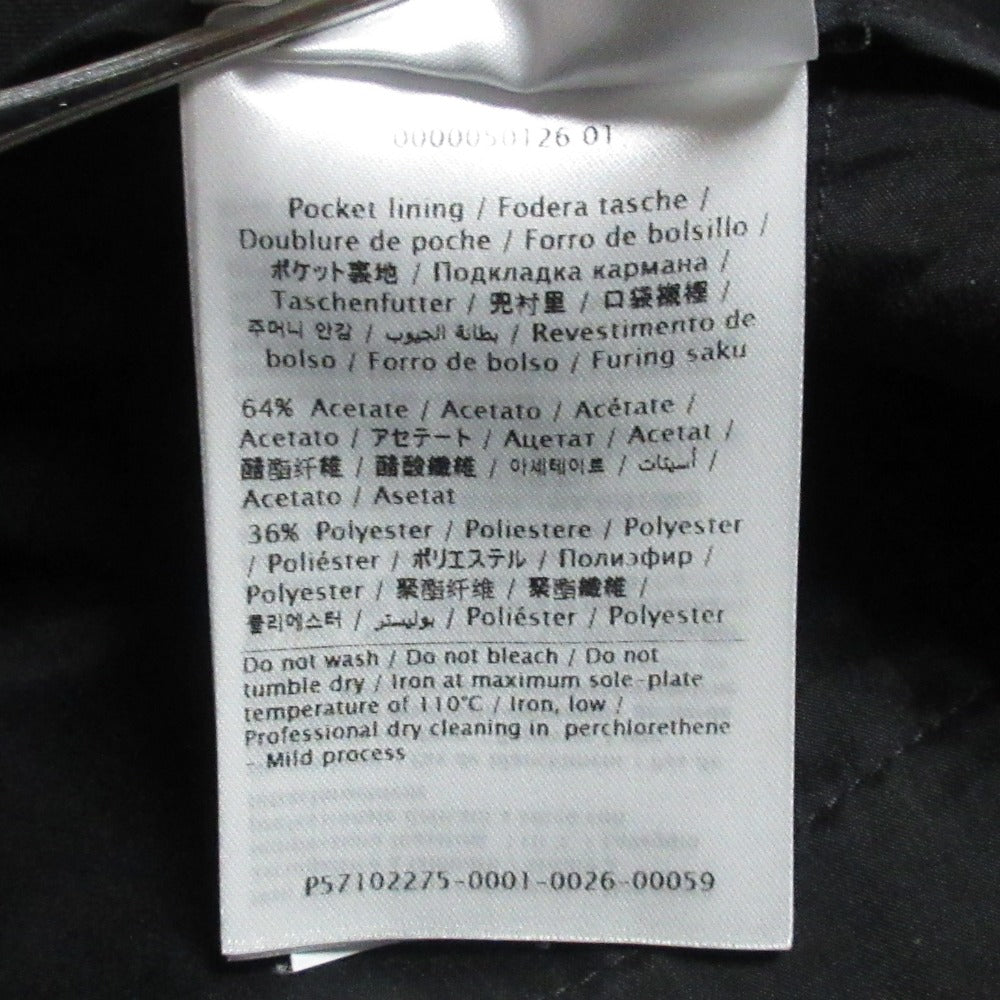 0000050126 01
Pocket lining / Fodera tasche /
Doublure de poche / Forro de bolsillo /
ポケット裏地 / Подкладка кармана /
Taschenfutter / 兜衬里 / 口袋襯裡 /
주머니 안감 / بطانة الجيوب / Revestimento de
bolso / Forro de bolso / Furing saku
64% Acetate / Acetato / Acétate /
Acetato / アセテート / Ацетат / Acetat /
醋酯纤维 / 醋酸纖維 / 아세테이트 / أسيتات /
Acetato / Asetat
36% Polyester / Poliestere / Polyester
/ Poliéster / ポリエステル / Полиэфир /
Polyester / 聚酯纤维 / 聚酯纖維 /
폴리에스터 / بوليستر / Poliéster / Polyester
Do not wash / Do not bleach / Do not
tumble dry / Iron at maximum sole-plate
temperature of 110°C / Iron, low /
Professional dry cleaning in perchlorethene
- Mild process
P57102275-0001-0026-00059